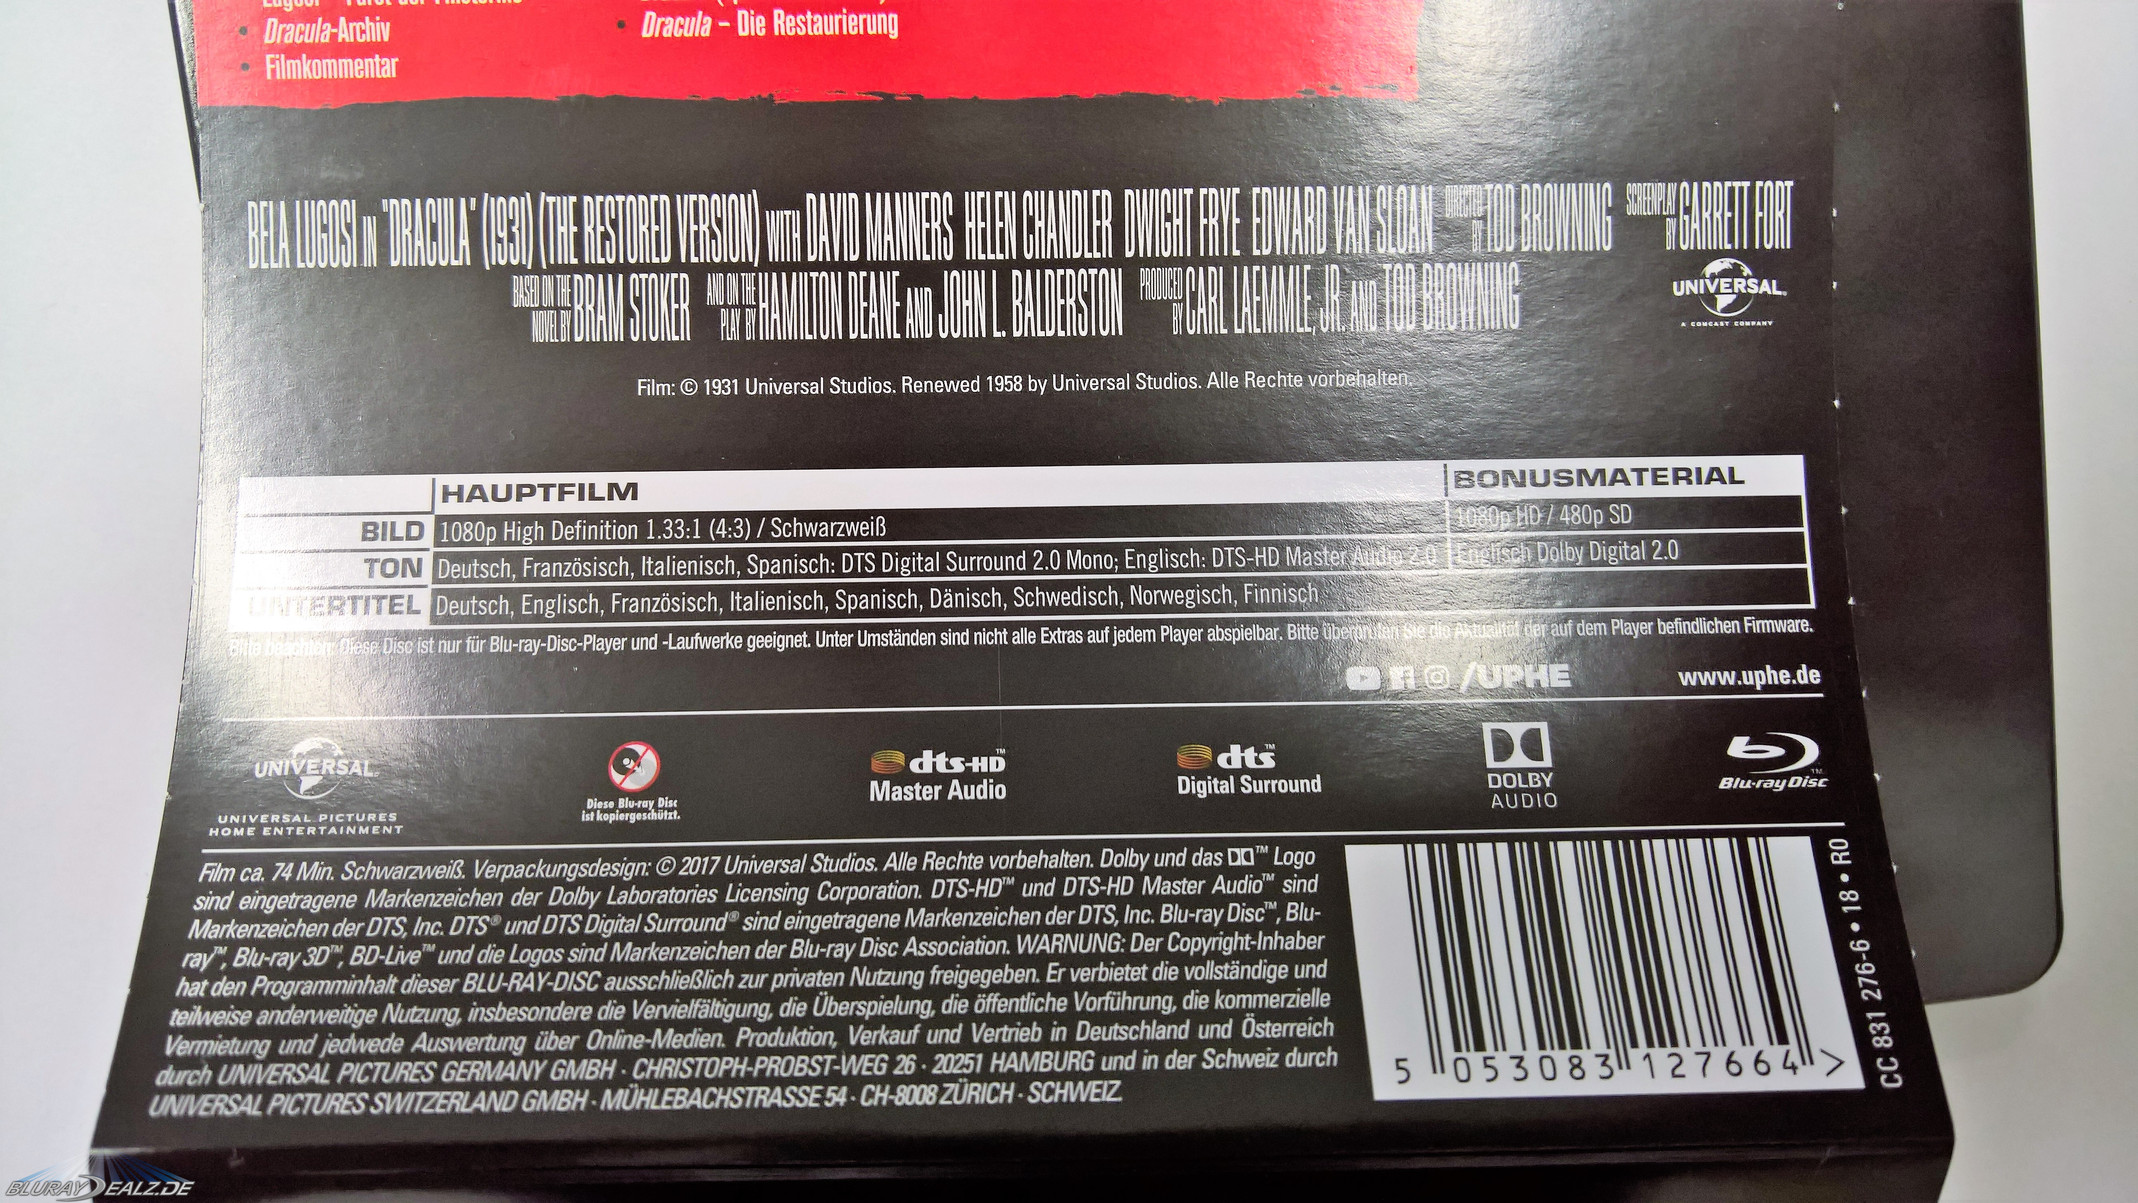 Dracula-Archiv
Dracula – Die Restaurierung
Filmkommentar
BELA LUGOSI IN "DRACULA" (1931) (THE RESTORED VERSION) WITH DAVID MANNERS HELEN CHANDLER DWIGHT FRYE EDWARD VAN SLOAN DIRECTED BY TOD BROWNING SCREENPLAY BY GARRETT FORT
BASED ON THE NOVEL BY BRAM STOKER AND ON THE PLAY BY HAMILTON DEANE AND JOHN L. BALDERSTON PRODUCED BY CARL LAEMMLE, JR. AND TOD BROWNING
UNIVERSAL
A COMCAST COMPANY
Film: © 1931 Universal Studios. Renewed 1958 by Universal Studios. Alle Rechte vorbehalten.
HAUPTFILM BONUSMATERIAL
BILD 1080p High Definition 1.33:1 (4:3) / Schwarzweiß 1080p HD / 480p SD
TON Deutsch, Französisch, Italienisch, Spanisch: DTS Digital Surround 2.0 Mono; Englisch: DTS-HD Master Audio 2.0 Englisch Dolby Digital 2.0
UNTERTITEL Deutsch, Englisch, Französisch, Italienisch, Spanisch, Dänisch, Schwedisch, Norwegisch, Finnisch
Bitte beachten: Diese Disc ist nur für Blu-ray-Disc-Player und -Laufwerke geeignet. Unter Umständen sind nicht alle Extras auf jedem Player abspielbar. Bitte überprüfen Sie die Aktualität der auf dem Player befindlichen Firmware.
/UPHE www.uphe.de
UNIVERSAL
UNIVERSAL PICTURES
HOME ENTERTAINMENT
Diese Blu-ray Disc
ist kopiergeschützt.
dts-HD™
Master Audio
dts™
Digital Surround
DOLBY
AUDIO
Blu-ray Disc™
Film ca. 74 Min. Schwarzweiß. Verpackungsdesign: © 2017 Universal Studios. Alle Rechte vorbehalten. Dolby und das ™ Logo
sind eingetragene Markenzeichen der Dolby Laboratories Licensing Corporation. DTS-HD™ und DTS-HD Master Audio™ sind
Markenzeichen der DTS, Inc. DTS® und DTS Digital Surround® sind eingetragene Markenzeichen der DTS, Inc. Blu-ray Disc™, Blu-
ray™, Blu-ray 3D™, BD-Live™ und die Logos sind Markenzeichen der Blu-ray Disc Association. WARNUNG: Der Copyright-Inhaber
hat den Programminhalt dieser BLU-RAY-DISC ausschließlich zur privaten Nutzung freigegeben. Er verbietet die vollständige und
teilweise anderweitige Nutzung, insbesondere die Vervielfältigung, die Überspielung, die öffentliche Vorführung, die kommerzielle
Vermietung und jedwede Auswertung über Online-Medien. Produktion, Verkauf und Vertrieb in Deutschland und Österreich
durch UNIVERSAL PICTURES GERMANY GMBH · CHRISTOPH-PROBST-WEG 26 · 20251 HAMBURG und in der Schweiz durch
UNIVERSAL PICTURES SWITZERLAND GMBH · MÜHLEBACHSTRASSE 54 · CH-8008 ZÜRICH · SCHWEIZ.
5 053083 127664 >
CC 831 276-6 • 18 • R0
BLURAYDEALZ.DE